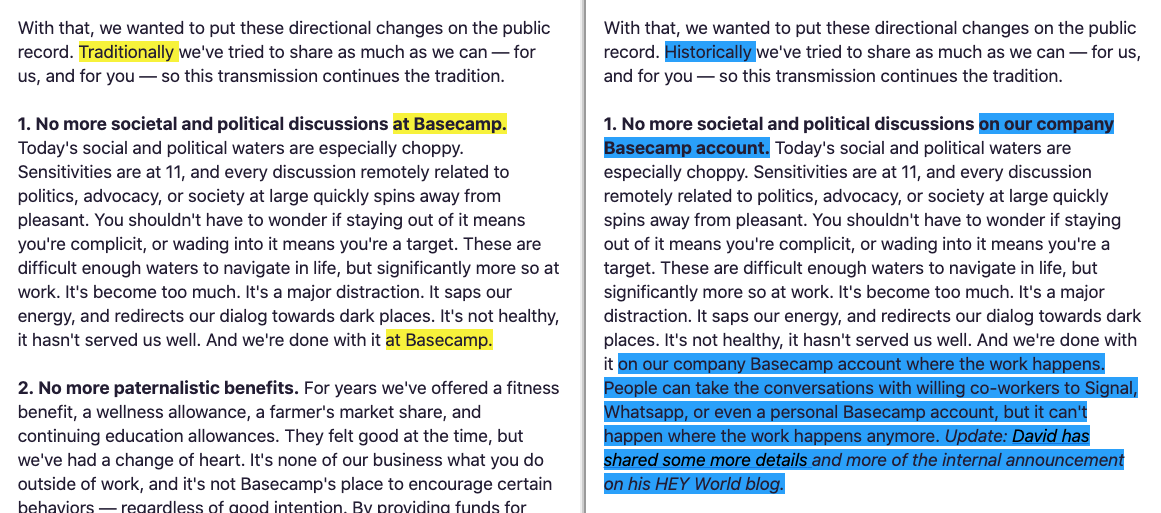 With that, we wanted to put these directional changes on the public
record. Traditionally we've tried to share as much as we can — for
us, and for you — so this transmission continues the tradition.
1. No more societal and political discussions at Basecamp.
Today's social and political waters are especially choppy.
Sensitivities are at 11, and every discussion remotely related to
politics, advocacy, or society at large quickly spins away from
pleasant. You shouldn't have to wonder if staying out of it means
you're complicit, or wading into it means you're a target. These are
difficult enough waters to navigate in life, but significantly more so at
work. It's become too much. It's a major distraction. It saps our
energy, and redirects our dialog towards dark places. It's not healthy,
it hasn't served us well. And we're done with it at Basecamp.
2. No more paternalistic benefits. For years we've offered a fitness
benefit, a wellness allowance, a farmer's market share, and
continuing education allowances. They felt good at the time, but
we've had a change of heart. It's none of our business what you do
outside of work, and it's not Basecamp's place to encourage certain
behaviors — regardless of good intention. By providing funds for
With that, we wanted to put these directional changes on the public
record. Historically we've tried to share as much as we can — for us,
and for you — so this transmission continues the tradition.
1. No more societal and political discussions on our company
Basecamp account. Today's social and political waters are
especially choppy. Sensitivities are at 11, and every discussion
remotely related to politics, advocacy, or society at large quickly
spins away from pleasant. You shouldn't have to wonder if staying
out of it means you're complicit, or wading into it means you're a
target. These are difficult enough waters to navigate in life, but
significantly more so at work. It's become too much. It's a major
distraction. It saps our energy, and redirects our dialog towards dark
places. It's not healthy, it hasn't served us well. And we're done with
it on our company Basecamp account where the work happens.
People can take the conversations with willing co-workers to Signal,
Whatsapp, or even a personal Basecamp account, but it can't
happen where the work happens anymore. Update: David has
shared some more details and more of the internal announcement
on his HEY World blog.